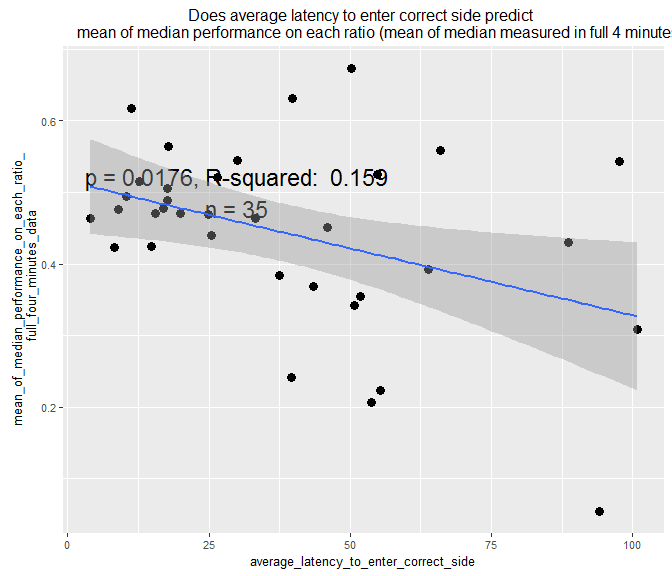 Does average latency to enter correct side predict
mean of median performance on each ratio (mean of median measured in full 4 minute
mean_of_median_performance_on_each_ratio_
full_four_minutes_data
0.6
0.4
0.2
p = 0.0176, R-squared:  0.159
n = 35
0
25
50
75
100
average_latency_to_enter_correct_side